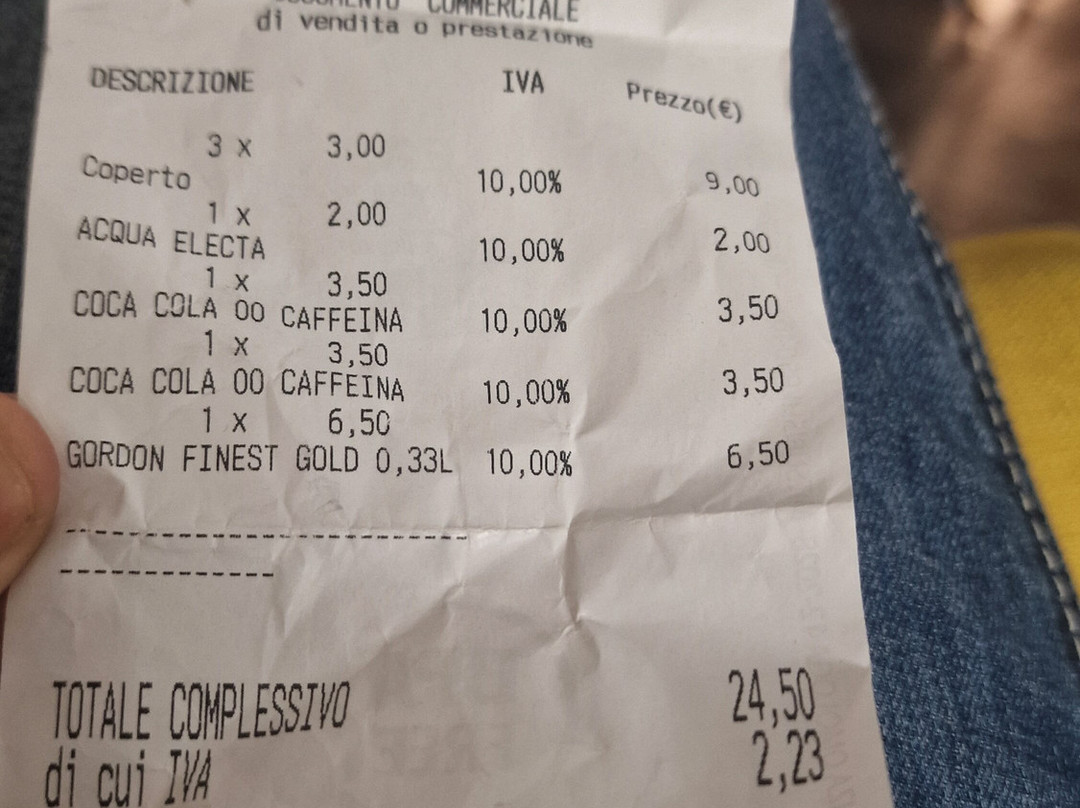 COMMERCIALE
di vendita o prestazione
DESCRIZIONE IVA Prezzo(€)
3 x 3,00
Coperto 10,00% 9,00
1 x 2,00
ACQUA ELECTA 10,00% 2,00
1 x 3,50
COCA COLA 00 CAFFEINA 10,00% 3,50
1 x 3,50
COCA COLA 00 CAFFEINA 10,00% 3,50
1 x 6,50
GORDON FINEST GOLD 0,33L 10,00% 6,50
TOTALE COMPLESSIVO 24,50
di cui IVA 2,23